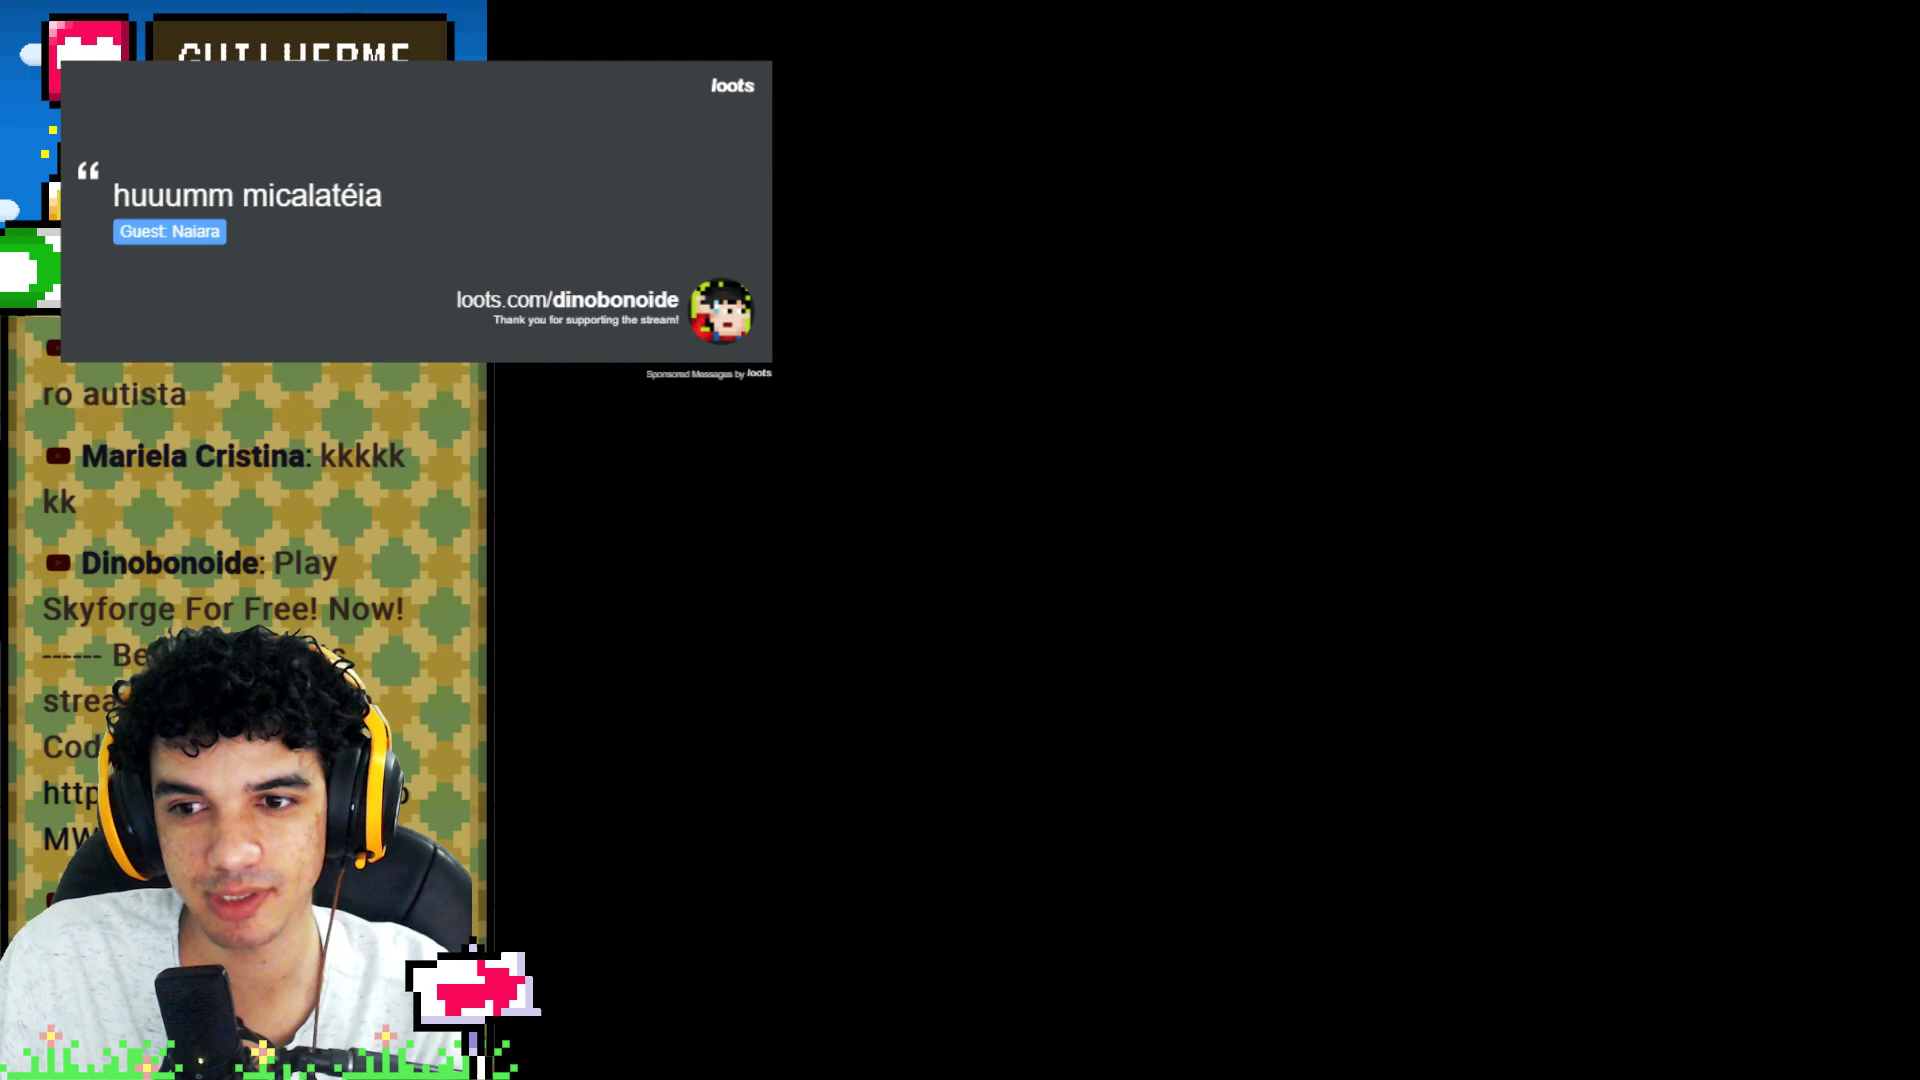 GUILHERME
loots
“
huuumm micalatéia
Guest: Naiara
loots.com/dinobonoide
Thank you for supporting the stream!
Sponsored Messages by loots
ro autista
Mariela Cristina: kkkkk
kk
Dinobonoide: Play
Skyforge For Free! Now!
------ Be
strea
Cod
http
MW